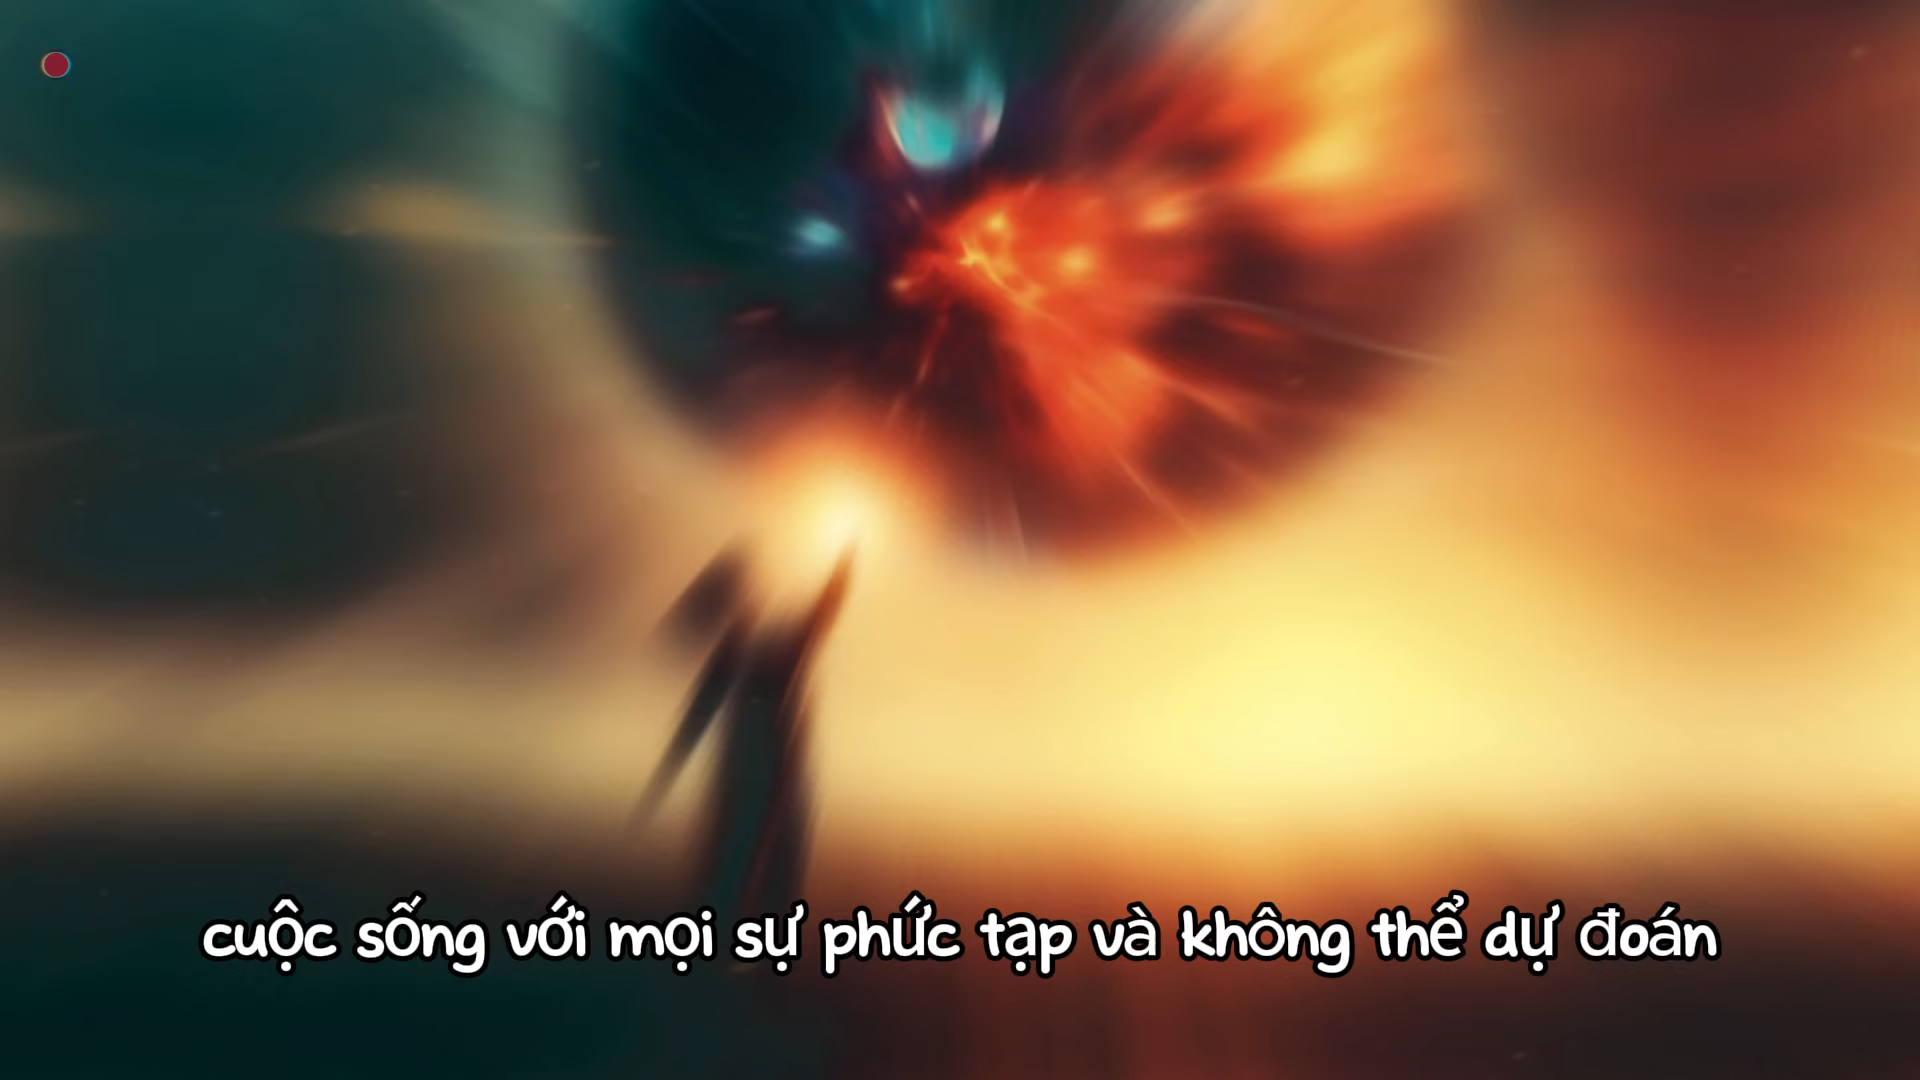 cuộc sống với mọi sự phức tạp và không thể dự đoán